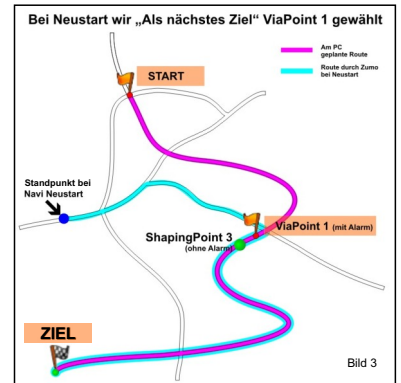 Bei Neustart wir „Als nächstes Ziel“ ViaPoint 1 gewählt
Am PC
geplante Route
Route durch Zumo
bei Neustart
START
Standpunkt bei
Navi Neustart
ViaPoint 1 (mit Alarm)
ShapingPoint 3
(ohne Alarm)
ZIEL
Bild 3